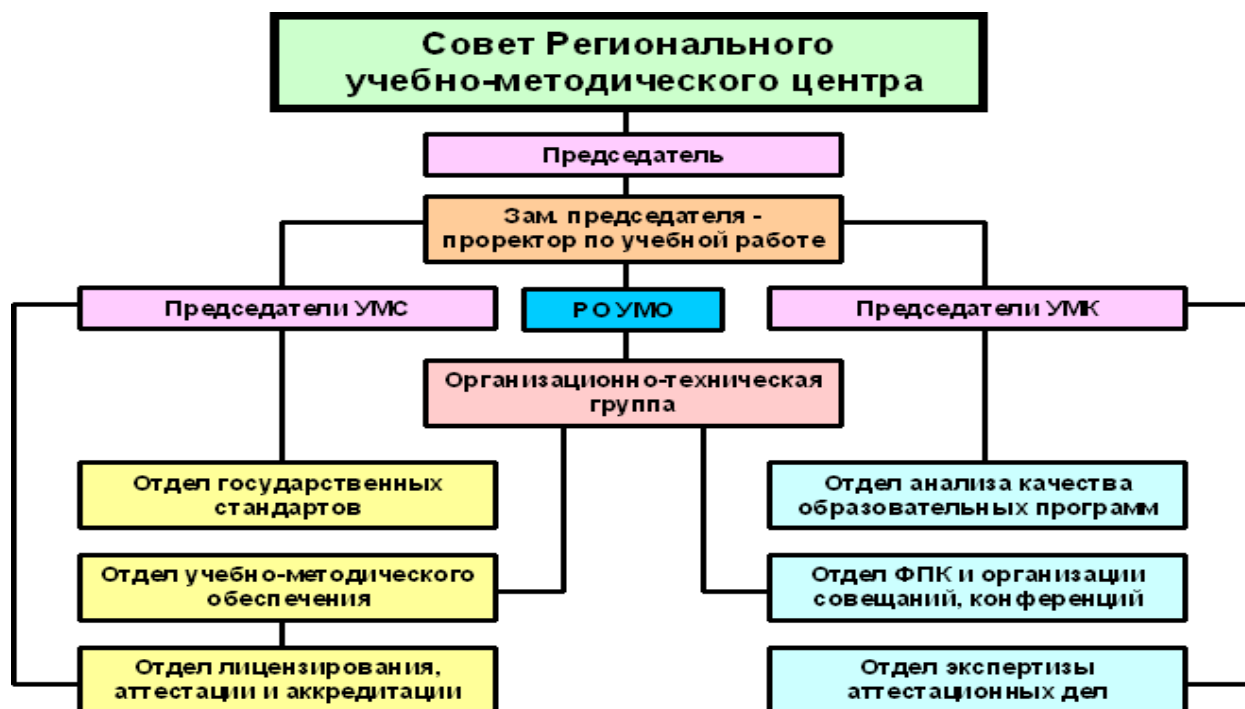 Совет Регионального
учебно-методического центра
Председатель
Зам. председателя -
проректор по учебной работе
Председатели УМС
РОУМО
Председатели УМК
Организационно-техническая
группа
Отдел государственных
стандартов
Отдел анализа качества
образовательных программ
Отдел учебно-методического
обеспечения
Отдел ФПК и организации
совещаний, конференций
Отдел лицензирования,
аттестации и аккредитации
Отдел экспертизы
аттестационных дел